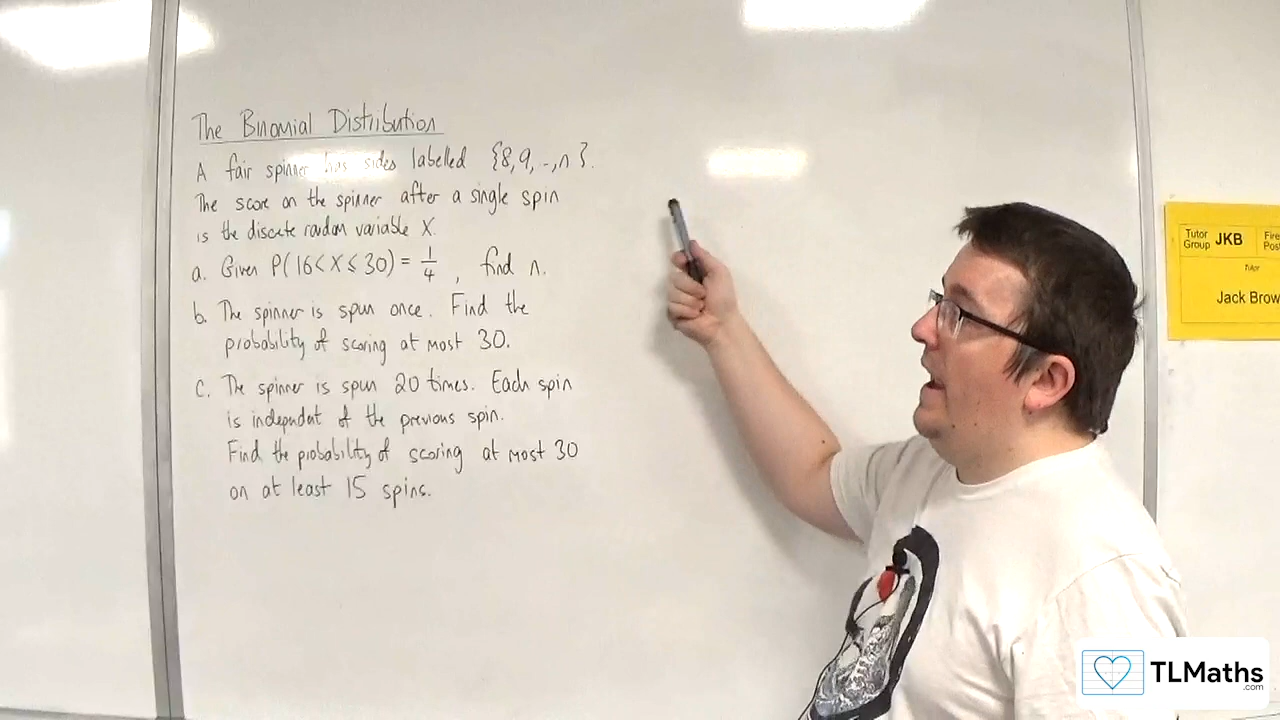 The Binomial Distribution
A fair spinner has sides labelled {8,9,..,n}.
The score on the spinner after a single spin
is the discrete random variable X.
a. Given P(16<X≤30) = 1/4, find n.
b. The spinner is spun once. Find the
probability of scoring at most 30.
c. The spinner is spun 20 times. Each spin
is independent of the previous spin.
Find the probability of scoring at most 30
on at least 15 spins.
Tutor
Group JKB
Fire
Jack Brow
TLMaths
.com